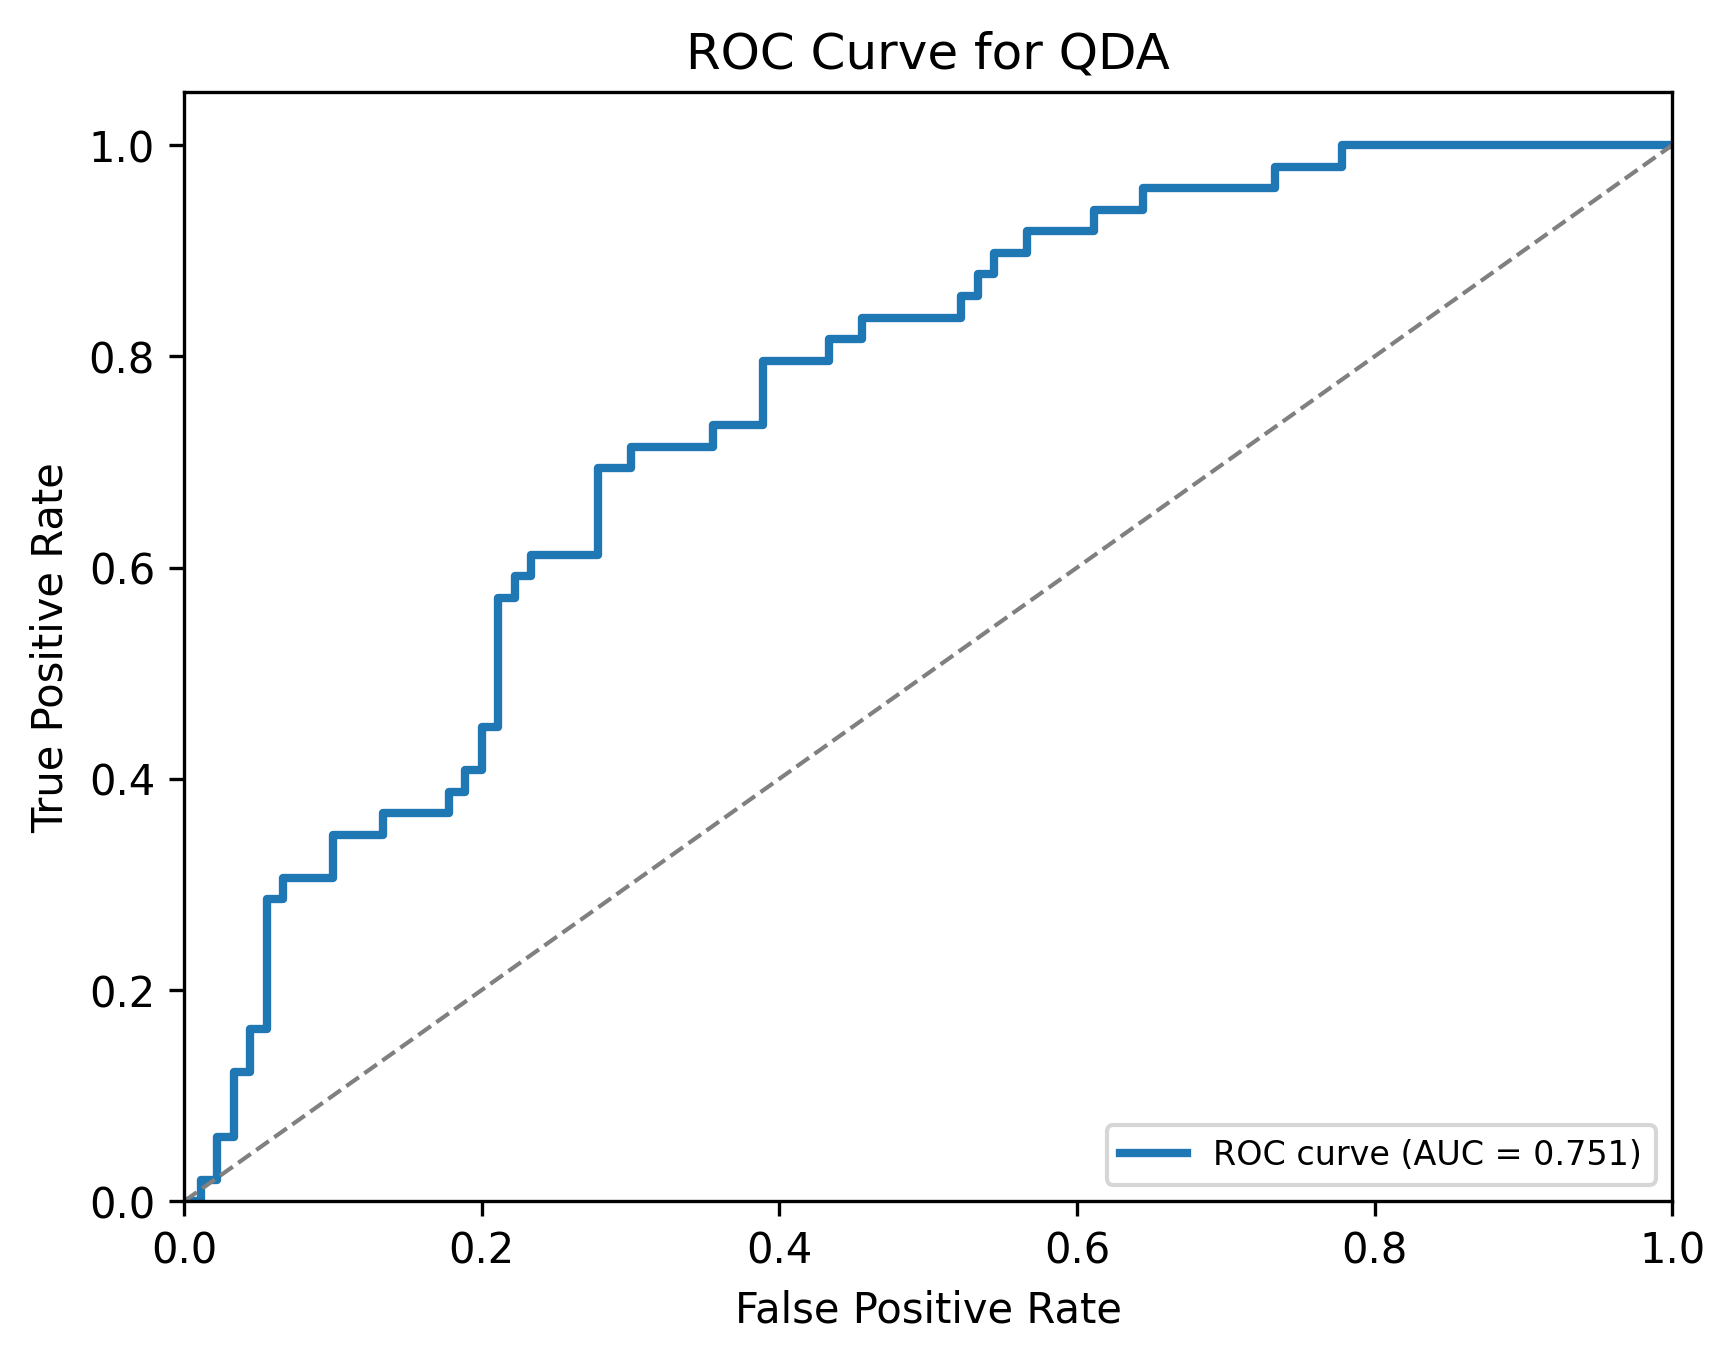 ROC Curve for QDA
1.0
0.8
0.6
0.4
0.2
0.0
True Positive Rate
ROC curve (AUC = 0.751)
0.0 0.2 0.4 0.6 0.8 1.0
False Positive Rate